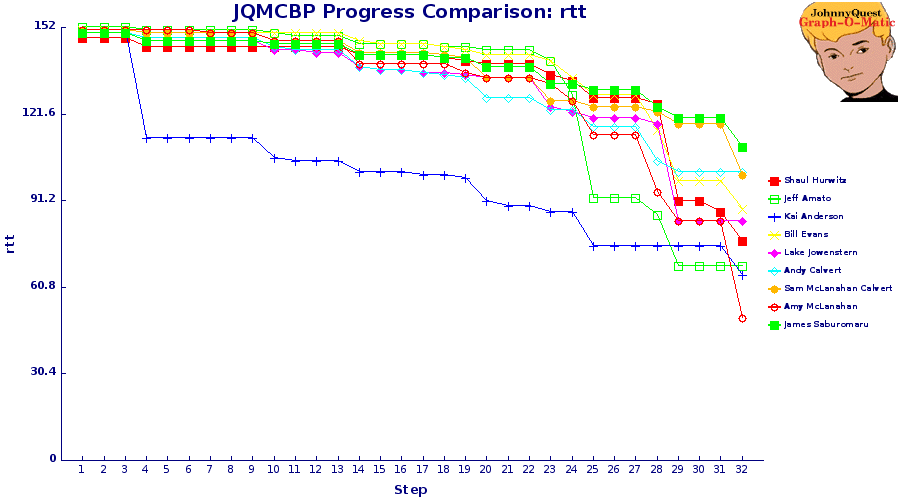 JQMCBP Progress Comparison: rtt
JohnnyQuest
Graph-O-Matic
152
121.6
91.2
60.8
30.4
0
rtt
1 2 3 4 5 6 7 8 9 10 11 12 13 14 15 16 17 18 19 20 21 22 23 24 25 26 27 28 29 30 31 32
Step
Shaul Hurwitz
Jeff Amato
Kai Anderson
Bill Evans
Lake Jowenstern
Andy Calvert
Sam McLanahan Calvert
Amy McLanahan
James Saburomaru